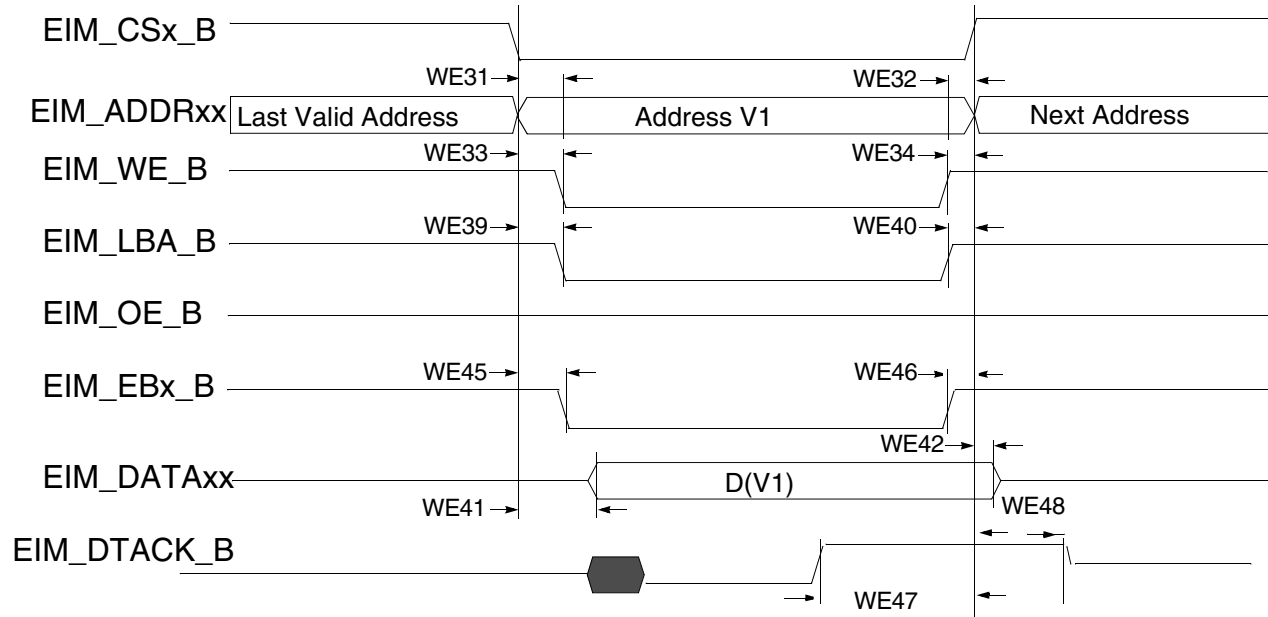 EIM_CSx_B
WE31
WE32
EIM_ADDRxx
Last Valid Address
Address V1
Next Address
WE33
WE34
EIM_WE_B
WE39
WE40
EIM_LBA_B
EIM_OE_B
WE45
WE46
EIM_EBx_B
WE42
EIM_DATAxx
D(V1)
WE41
WE48
EIM_DTACK_B
WE47